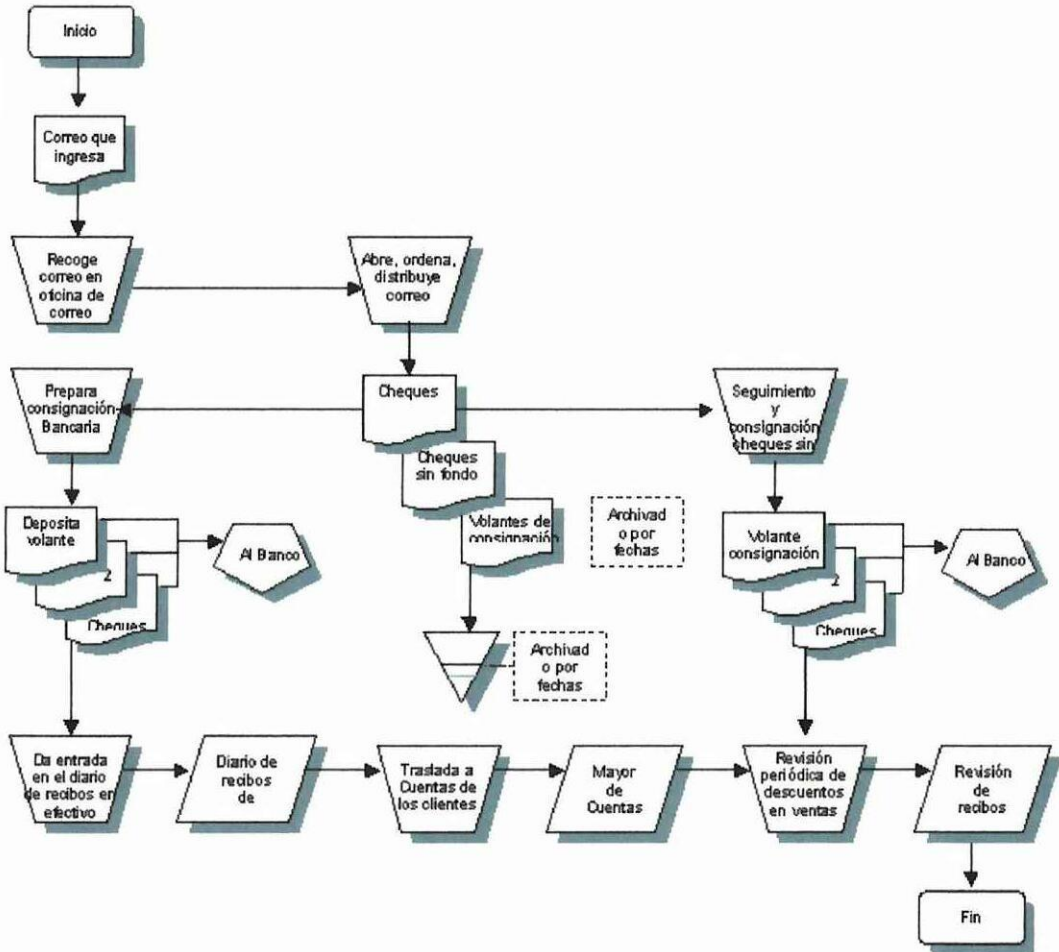 Inicio
Correo que
ingresa
Recoge
correo en
oficina de
correo
Abre, ordena,
distribuye
correo
Prepara
consignación
Bancaria
Cheques
Cheques
sin fondo
Volantes de
consignación
Archivad
o por
fechas
Seguimiento
y
consignación
cheques sin
Deposita
volante
2
Cheques
Al Banco
Volante
consignación
2
Cheques
Al Banco
Archivad
o por
fechas
Da entrada
en el diario
de recibos en
efectivo
Diario de
recibos
de
Traslada a
Cuentas de
los clientes
Mayor
de
Cuentas
Revisión
periódica de
descuentos
en ventas
Revisión
de
recibos
Fin